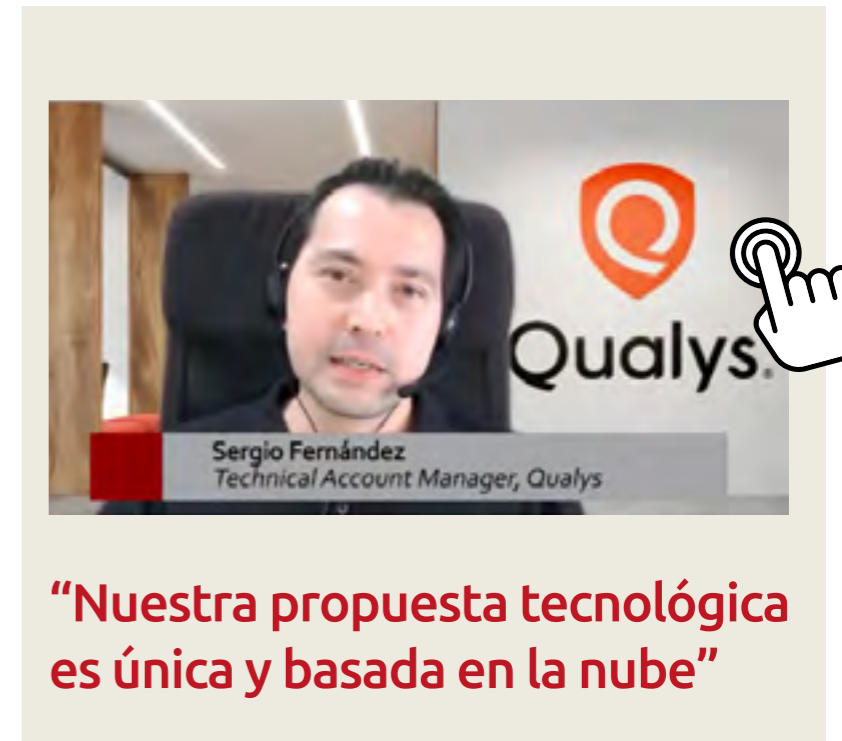 Qualys.
Sergio Fernández
Technical Account Manager, Qualys
“Nuestra propuesta tecnológica
es única y basada en la nube”